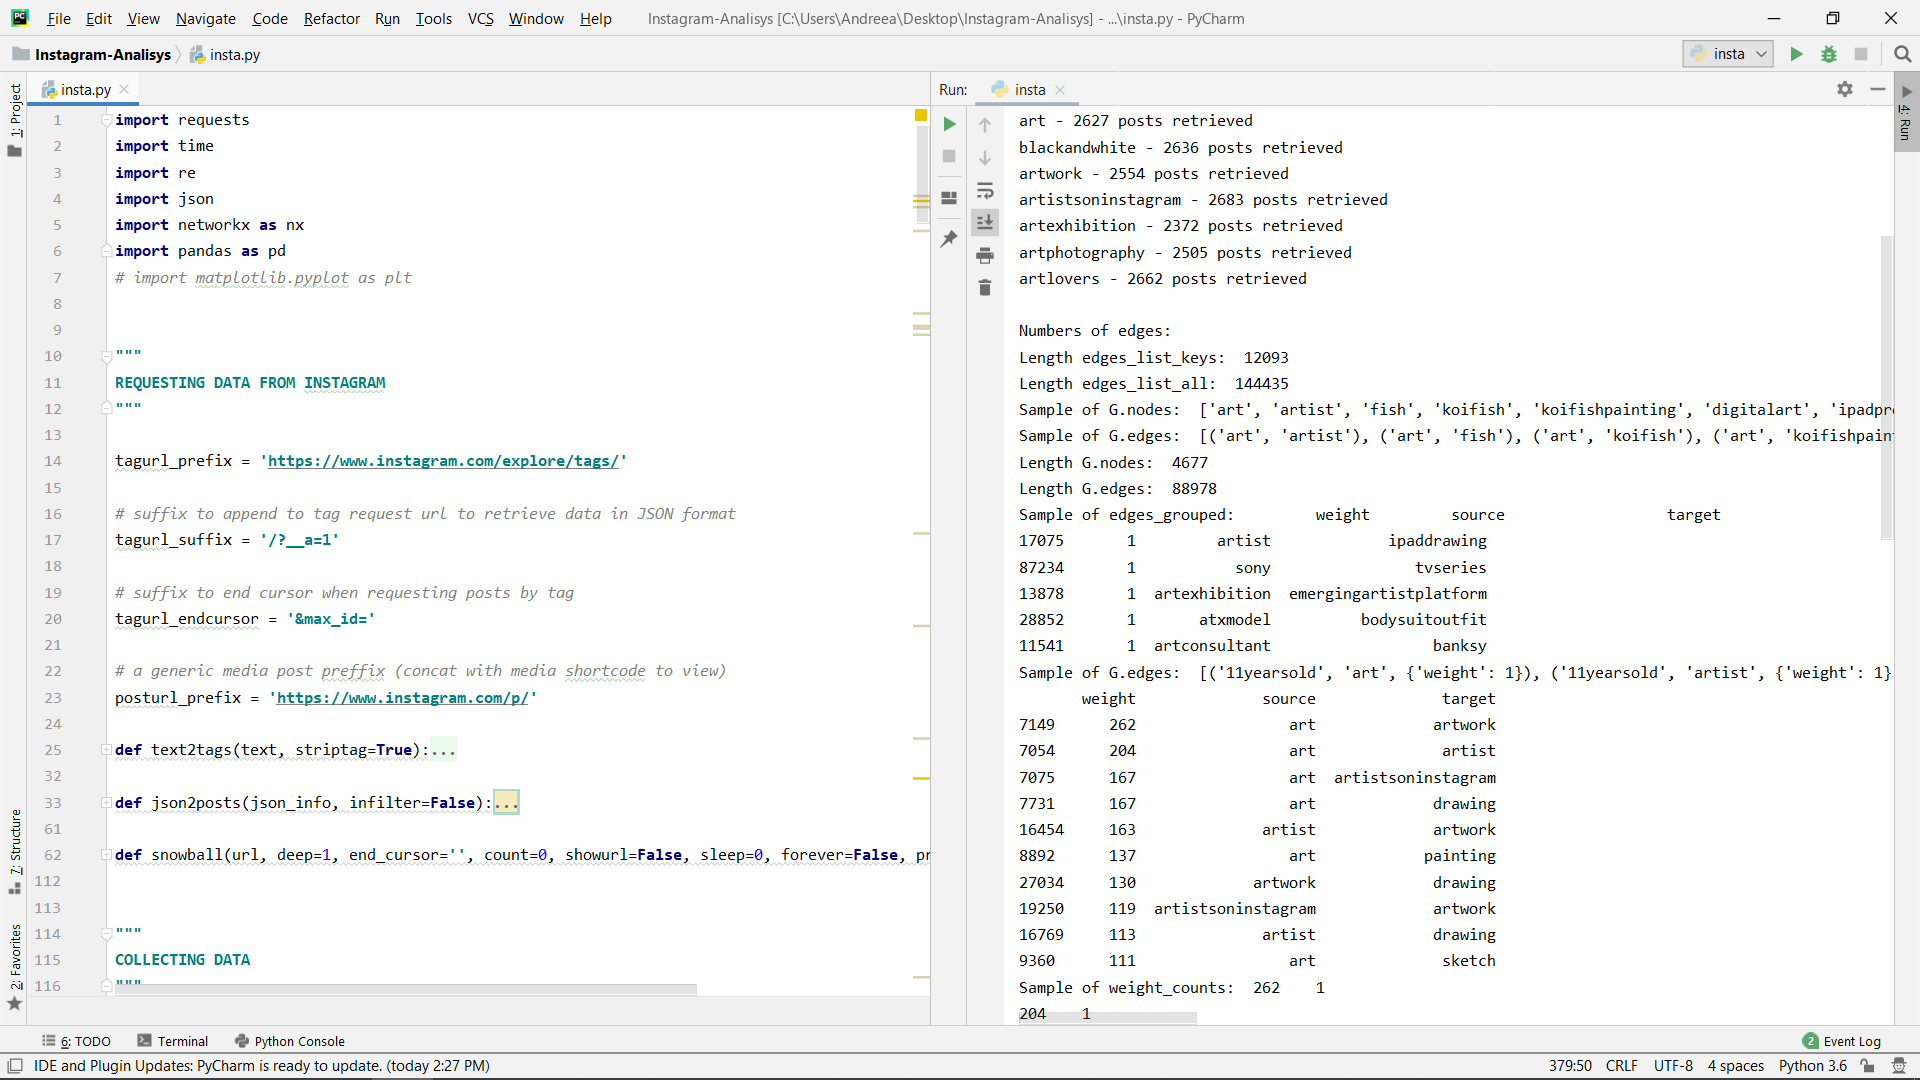 File Edit View Navigate Code Refactor Run Tools VCS Window Help Instagram-Analisys [C:\Users\Andreea\Desktop\Instagram-Analisys] - ...\insta.py - PyCharm
Instagram-Analisys insta.py insta
1: Project
7: Structure
2: Favorites
insta.py
1 import requests
2 import time
3 import re
4 import json
5 import networkx as nx
6 import pandas as pd
7 # import matplotlib.pyplot as plt
8
9
10 """
11 REQUESTING DATA FROM INSTAGRAM
12 """
13
14 tagurl_prefix = 'https://www.instagram.com/explore/tags/'
15
16 # suffix to append to tag request url to retrieve data in JSON format
17 tagurl_suffix = '/?__a=1'
18
19 # suffix to end cursor when requesting posts by tag
20 tagurl_endcursor = '&max_id='
21
22 # a generic media post preffix (concat with media shortcode to view)
23 posturl_prefix = 'https://www.instagram.com/p/'
24
25 def text2tags(text, striptag=True):...
32
33 def json2posts(json_info, infilter=False):...
61
62 def snowball(url, deep=1, end_cursor='', count=0, showurl=False, sleep=0, forever=False, pr
112
113
114 """
115 COLLECTING DATA
116 """
Run: insta
4: Run
art - 2627 posts retrieved
blackandwhite - 2636 posts retrieved
artwork - 2554 posts retrieved
artistsoninstagram - 2683 posts retrieved
artexhibition - 2372 posts retrieved
artphotography - 2505 posts retrieved
artlovers - 2662 posts retrieved

Numbers of edges:
Length edges_list_keys:  12093
Length edges_list_all:  144435
Sample of G.nodes:  ['art', 'artist', 'fish', 'koifish', 'koifishpainting', 'digitalart', 'ipadpr
Sample of G.edges:  [('art', 'artist'), ('art', 'fish'), ('art', 'koifish'), ('art', 'koifishpain
Length G.nodes:  4677
Length G.edges:  88978
Sample of edges_grouped:         weight         source                  target
17075       1         artist             ipaddrawing
87234       1           sony                tvseries
13878       1  artexhibition  emergingartistplatform
28852       1       atxmodel          bodysuitoutfit
11541       1  artconsultant                  banksy
Sample of G.edges:  [('11yearsold', 'art', {'weight': 1}), ('11yearsold', 'artist', {'weight': 1}
       weight              source              target
7149      262                 art             artwork
7054      204                 art              artist
7075      167                 art  artistsoninstagram
7731      167                 art             drawing
16454     163              artist             artwork
8892      137                 art            painting
27034     130             artwork             drawing
19250     119  artistsoninstagram             artwork
16769     113              artist             drawing
9360      111                 art              sketch
Sample of weight_counts:  262    1
204    1
6: TODO Terminal Python Console 2 Event Log
IDE and Plugin Updates: PyCharm is ready to update. (today 2:27 PM) 379:50 CRLF UTF-8 4 spaces Python 3.6